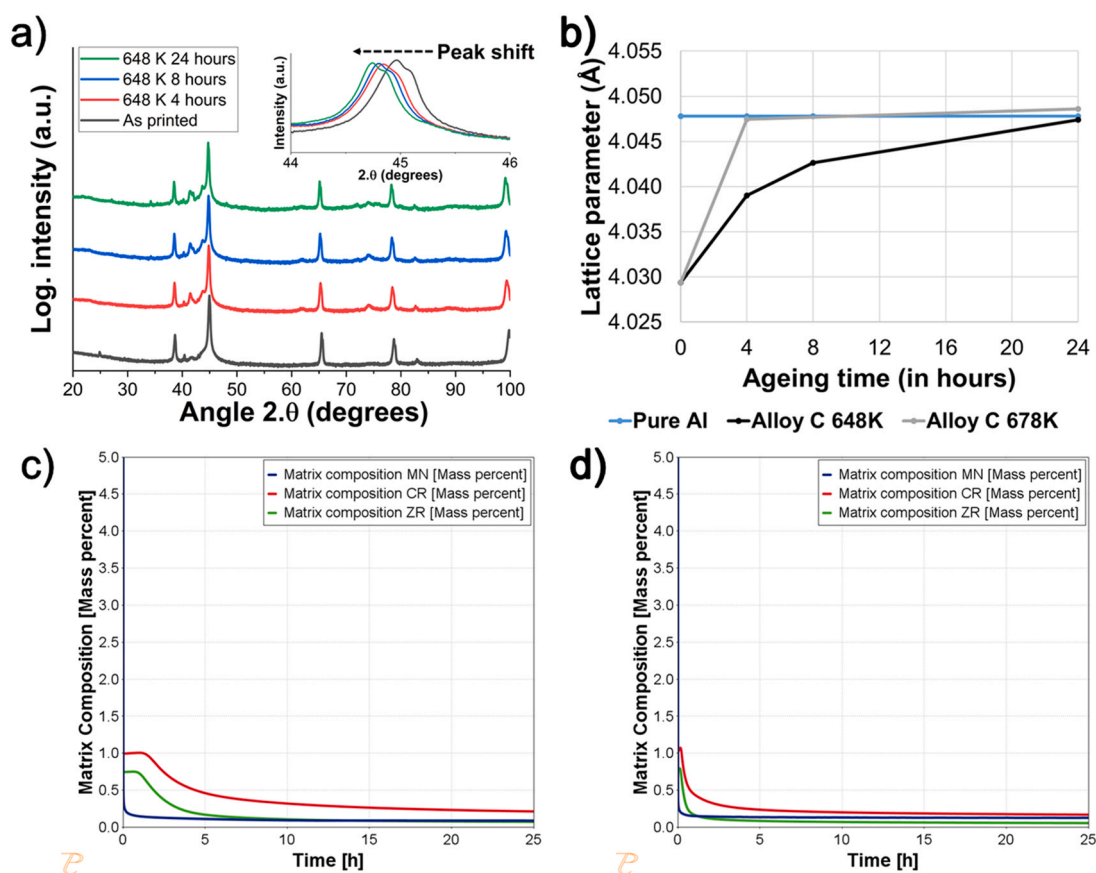 a)
648 K 24 hours
648 K 8 hours
648 K 4 hours
As printed
Peak shift
Intensity (a.u.)
44 45 46
2.θ (degrees)
Log. intensity (a.u.)
20 30 40 50 60 70 80 90 100
Angle 2.θ (degrees)
b)
Lattice parameter (Å)
4.055
4.050
4.045
4.040
4.035
4.030
4.025
0 4 8 12 16 20 24
Ageing time (in hours)
Pure Al Alloy C 648K Alloy C 678K
c)
Matrix Composition [Mass percent]
5.0
4.5
4.0
3.5
3.0
2.5
2.0
1.5
1.0
0.5
0.0
Matrix composition MN [Mass percent]
Matrix composition CR [Mass percent]
Matrix composition ZR [Mass percent]
0 5 10 15 20 25
Time [h]
d)
Matrix Composition [Mass percent]
5.0
4.5
4.0
3.5
3.0
2.5
2.0
1.5
1.0
0.5
0.0
Matrix composition MN [Mass percent]
Matrix composition CR [Mass percent]
Matrix composition ZR [Mass percent]
0 5 10 15 20 25
Time [h]